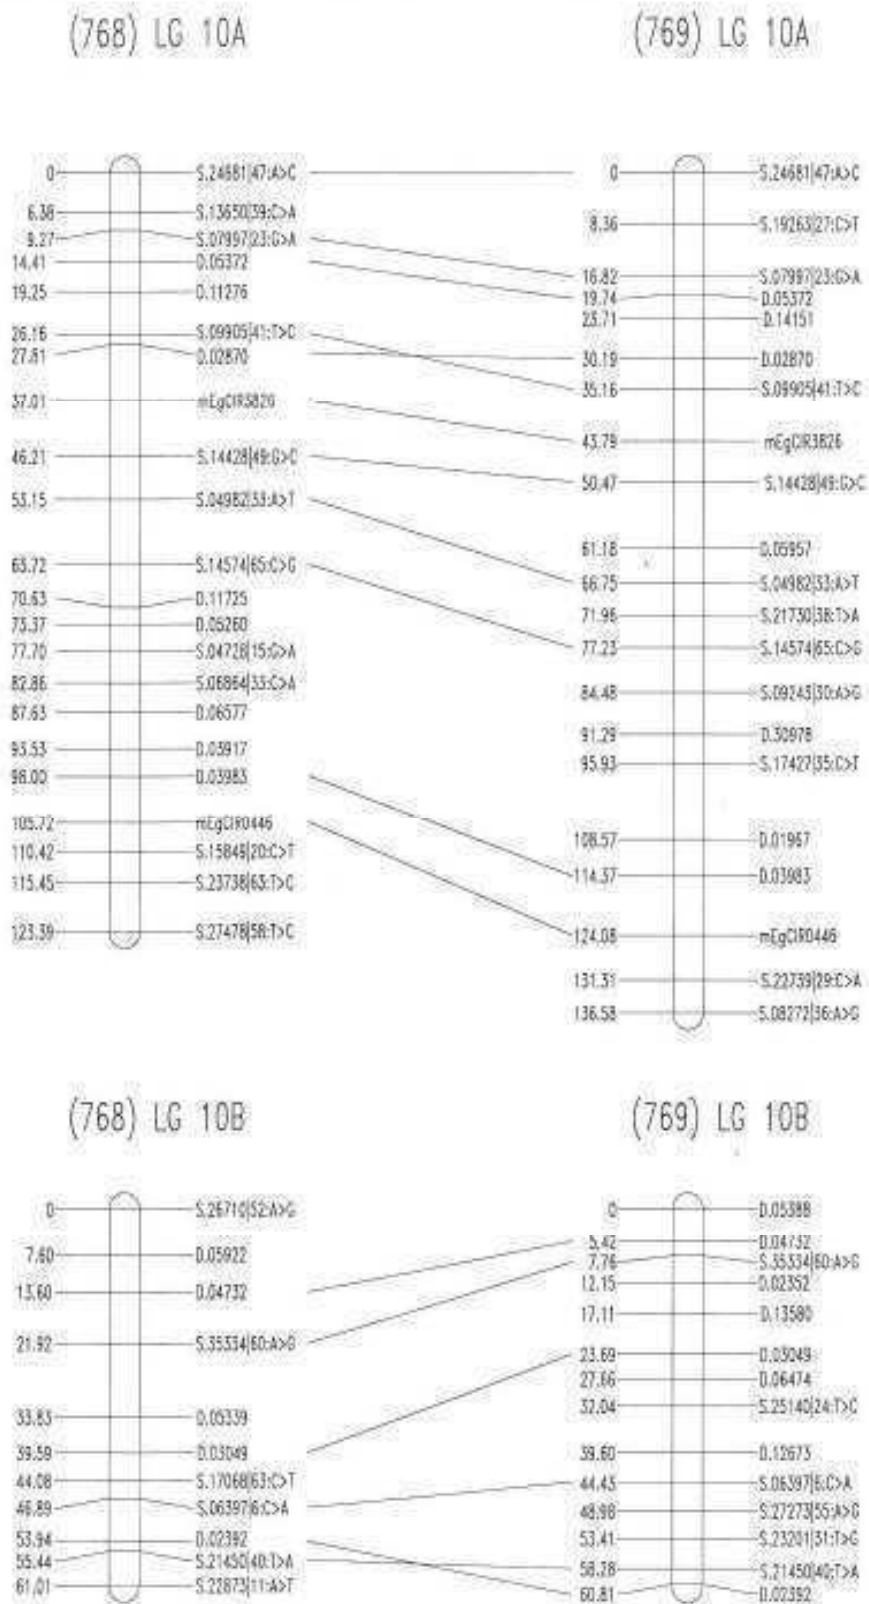 (768) LG 10A
0 S.24681|47:A>C
6.38 S.13650|39:C>A
9.27 S.07997|23:G>A
14.41 D.05372
19.25 D.11276
26.16 S.09905|41:T>C
27.81 D.02870
37.01 mEgCIR3826
46.21 S.14428|49:G>C
53.15 S.04982|33:A>T
63.72 S.14574|65:C>G
70.63 D.11725
75.37 D.05260
77.70 S.04728|15:G>A
82.86 S.06864|33:C>A
87.63 D.06577
93.53 D.03917
98.00 D.03983
105.72 mEgCIR0446
110.42 S.15849|20:C>T
115.45 S.23738|63:T>C
123.39 S.27478|58:T>C
(769) LG 10A
0 S.24681|47:A>C
8.36 S.19263|27:C>T
16.82 S.07997|23:G>A
19.74 D.05372
23.71 D.14151
30.19 D.02870
35.16 S.09905|41:T>C
43.79 mEgCIR3826
50.47 S.14428|49:G>C
61.18 D.05957
66.75 S.04982|33:A>T
71.96 S.21730|38:T>A
77.23 S.14574|65:C>G
84.48 S.09243|30:A>G
91.29 D.30978
95.93 S.17427|35:C>T
108.57 D.01967
114.37 D.03983
124.08 mEgCIR0446
131.31 S.22739|29:C>A
136.58 S.08272|36:A>G
(768) LG 10B
0 S.26710|52:A>G
7.60 D.05922
13.60 D.04732
21.92 S.35334|60:A>G
33.83 D.05339
39.59 D.03049
44.08 S.17068|63:C>T
46.89 S.06397|6:C>A
53.94 D.02392
55.44 S.21450|40:T>A
61.01 S.22873|11:A>T
(769) LG 10B
0 D.05388
5.42 D.04732
7.76 S.35334|60:A>G
12.15 D.02352
17.11 D.13580
23.69 D.03049
27.66 D.06474
32.04 S.25140|24:T>C
39.60 D.12673
44.45 S.06397|6:C>A
48.98 S.27273|55:A>G
53.41 S.23201|31:T>G
58.28 S.21450|40:T>A
60.81 D.02392